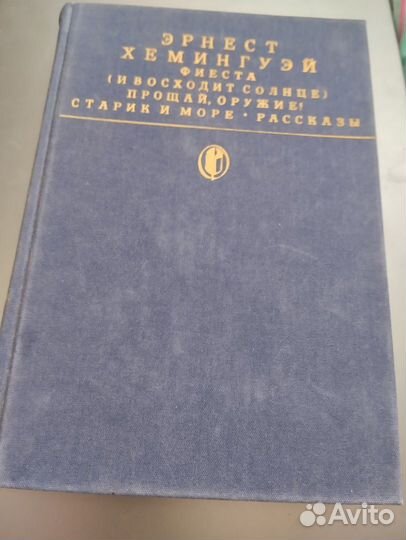 ЭРНЕСТ
ХЕМИНГУЭЙ
ФИЕСТА
(И ВОСХОДИТ СОЛНЦЕ)
ПРОЩАЙ, ОРУЖИЕ!
СТАРИК И МОРЕ • РАССКАЗЫ
Avito